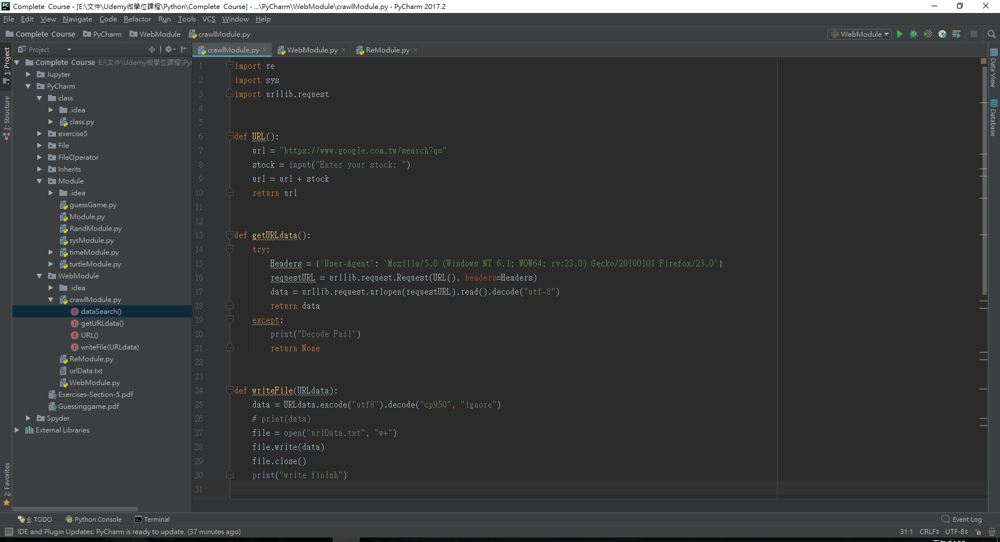 Complete Course - [E:\文件\Udemy微學位課程\Python\Complete Course] - ...\PyCharm\WebModule\crawlModule.py - PyCharm 2017.2
File Edit View Navigate Code Refactor Run Tools VCS Window Help
Complete Course PyCharm WebModule crawlModule.py WebModule
Project crawlModule.py WebModule.py ReModule.py
1: Project
7: Structure
2: Favorites
Data View
Database
Complete Course E:\文件\Udemy微學位課程\Pyt
Jupyter
PyCharm
class
.idea
class.py
exercise5
File
FileOperator
Inherits
Module
.idea
guessGame.py
Module.py
RandModule.py
sysModule.py
timeModule.py
turtleModule.py
WebModule
.idea
crawlModule.py
dataSearch()
getURLdata()
URL()
writeFile(URLdata)
ReModule.py
urlData.txt
WebModule.py
Exercises-Section-5.pdf
Guessinggame.pdf
Spyder
External Libraries
1 import re
2 import sys
3 import urllib.request
4
5
6 def URL():
7 url = "https://www.google.com.tw/search?q="
8 stock = input("Enter your stock: ")
9 url = url + stock
10 return url
11
12
13 def getURLdata():
14 try:
15 Headers = {'User-Agent': 'Mozilla/5.0 (Windows NT 6.1; WOW64; rv:23.0) Gecko/20100101 Firefox/23.0'}
16 requestURL = urllib.request.Request(URL(), headers=Headers)
17 data = urllib.request.urlopen(requestURL).read().decode("utf-8")
18 return data
19 except:
20 print("Decode Fail")
21 return None
22
23
24 def writeFile(URLdata):
25 data = URLdata.encode("utf8").decode("cp950", "ignore")
26 # print(data)
27 file = open("urlData.txt", "w+")
28 file.write(data)
29 file.close()
30 print("write finish")
31
6: TODO Python Console Terminal Event Log
IDE and Plugin Updates: PyCharm is ready to update. (37 minutes ago) 31:1 CRLF UTF-8